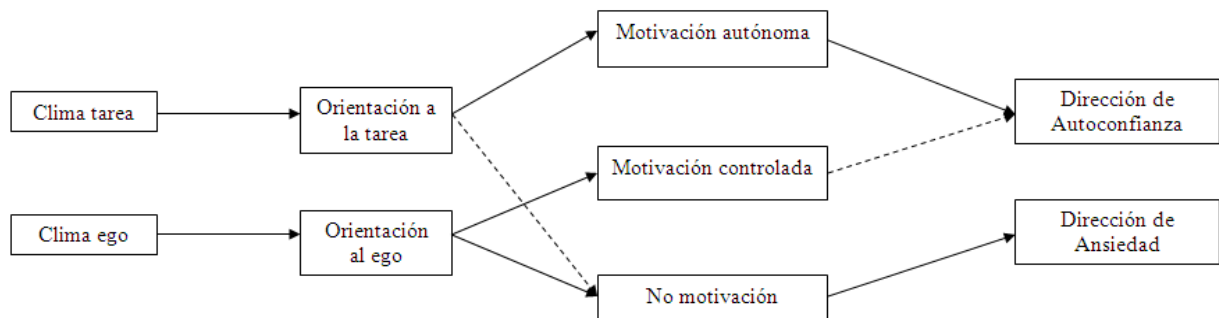 Motivación autónoma
Clima tarea
Orientación a
la tarea
Dirección de
Autoconfianza
Motivación controlada
Clima ego
Orientación
al ego
Dirección de
Ansiedad
No motivación